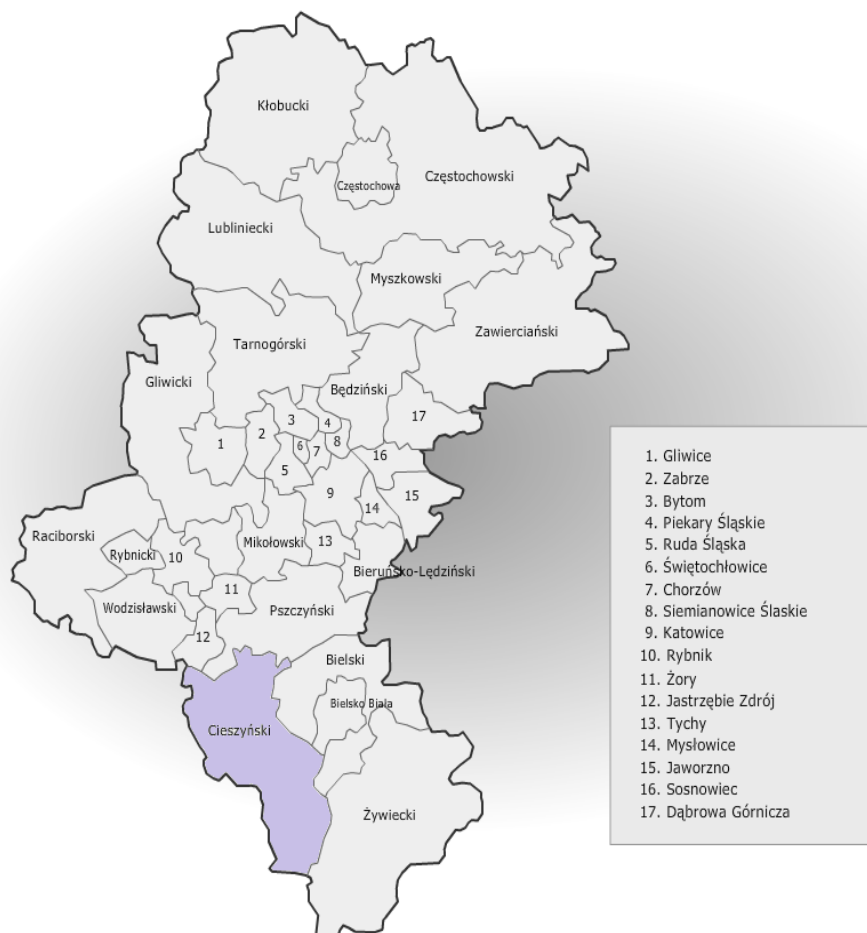 Kłobucki
Częstochowski
Częstochowa
Lubliniecki
Myszkowski
Zawierciański
Tarnogórski
Gliwicki
Będziński
17
3
4
2
1
8
6
7
16
5
9
15
14
Raciborski
Mikołowski
13
Rybnicki
10
Bieruńsko-Lędziński
11
Wodzisławski
Pszczyński
12
Bielski
Bielsko Biala
Cieszyński
Żywiecki
1. Gliwice
2. Zabrze
3. Bytom
4. Piekary Śląskie
5. Ruda Śląska
6. Świętochłowice
7. Chorzów
8. Siemianowice Ślaskie
9. Katowice
10. Rybnik
11. Żory
12. Jastrzębie Zdrój
13. Tychy
14. Mysłowice
15. Jaworzno
16. Sosnowiec
17. Dąbrowa Górnicza